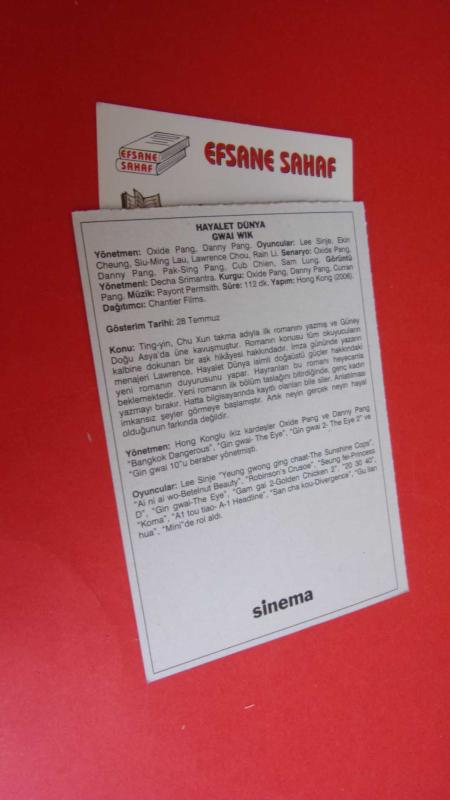 EFSANE
SAHAF
EFSANE SAHAF
HAYALET DÜNYA
GWAI WIK
Yönetmen: Oxide Pang, Danny Pang. Oyuncular: Lee Sinje, Ekin
Cheung, Siu-Ming Lau, Lawrence Chou, Rain Li. Senaryo: Oxide Pang,
Danny Pang, Pak-Sing Pang, Cub Chien, Sam Lung. Görüntü
Yönetmeni: Decha Srimantra. Kurgu: Oxide Pang, Danny Pang, Curran
Pang. Müzik: Payont Permsith. Süre: 112 dk. Yapım: Hong Kong (2006).
Dağıtımcı: Chantier Films.
Gösterim Tarihi: 28 Temmuz
Konu: Ting-yin, Chu Xun takma adıyla ilk romanını yazmış ve Güney
Doğu Asya'da üne kavuşmuştur. Romanın konusu tüm okuyucuların
kalbine dokunan bir aşk hikâyesi hakkındadır. İmza gününde yazarın
menajeri Lawrence, Hayalet Dünya isimli doğaüstü güçler hakkındaki
yeni romanın duyurusunu yapar. Hayranları bu romanı heyecanla
beklemektedir. Yeni romanın ilk bölüm taslağını bitirdiğinde, genç kadın
yazmayı bırakır. Hatta bilgisayarında kayıtlı olanları bile siler. Anlatılması
imkansız şeyler görmeye başlamıştır. Artık neyin gerçek neyin hayal
olduğunun farkında değildir..
Yönetmen: Hong Konglu ikiz kardeşler Oxide Pang ve Danny Pang
"Bangkok Dangerous", "Gin gwai- The Eye", "Gin gwai 2- The Eye 2" ve
"Gin gwai 10"u beraber yönetmişti.
Oyuncular: Lee Sinje "Yeung gwong ging chaat-The Sunshine Cops",
"Ai ni ai wo-Betelnut Beauty", "Robinson's Crusoe", "Seung fei-Princess
D", "Gin gwai-The Eye", "Gam gai 2-Golden Chicken 2", "20 30 40",
"Koma", "A1 tou tiao- A-1 Headline", "San cha kou-Divergence", "Gu lian
hua", "Mini"de rol aldı.
sinema